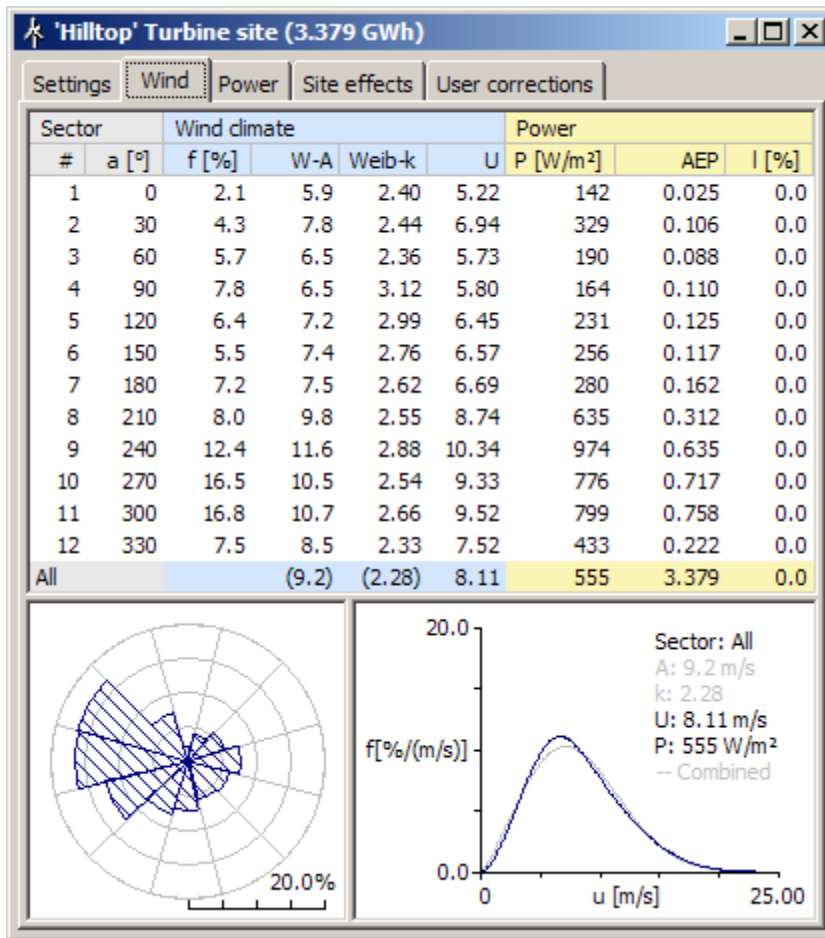 'Hilltop' Turbine site (3.379 GWh)
Settings Wind Power Site effects User corrections
Sector Wind climate Power
# a [°] f [%] W-A Weib-k U P [W/m²] AEP l [%]
1 0 2.1 5.9 2.40 5.22 142 0.025 0.0
2 30 4.3 7.8 2.44 6.94 329 0.106 0.0
3 60 5.7 6.5 2.36 5.73 190 0.088 0.0
4 90 7.8 6.5 3.12 5.80 164 0.110 0.0
5 120 6.4 7.2 2.99 6.45 231 0.125 0.0
6 150 5.5 7.4 2.76 6.57 256 0.117 0.0
7 180 7.2 7.5 2.62 6.69 280 0.162 0.0
8 210 8.0 9.8 2.55 8.74 635 0.312 0.0
9 240 12.4 11.6 2.88 10.34 974 0.635 0.0
10 270 16.5 10.5 2.54 9.33 776 0.717 0.0
11 300 16.8 10.7 2.66 9.52 799 0.758 0.0
12 330 7.5 8.5 2.33 7.52 433 0.222 0.0
All (9.2) (2.28) 8.11 555 3.379 0.0
20.0%
20.0
Sector: All
A: 9.2 m/s
k: 2.28
U: 8.11 m/s
P: 555 W/m²
-- Combined
f[%/(m/s)]
0.0
0 u [m/s] 25.00